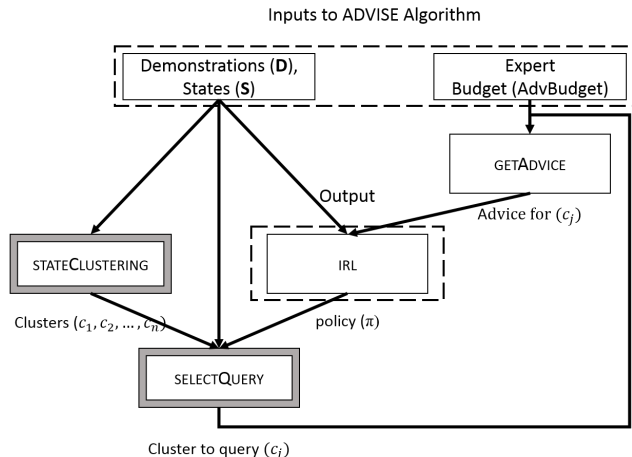 Inputs to ADVISE Algorithm
Demonstrations (D),
States (S)
Expert
Budget (AdvBudget)
GETADVICE
Output
Advice for (c_j)
STATECLUSTERING
IRL
Clusters (c_1, c_2, ..., c_n)
policy (π)
SELECTQUERY
Cluster to query (c_i)